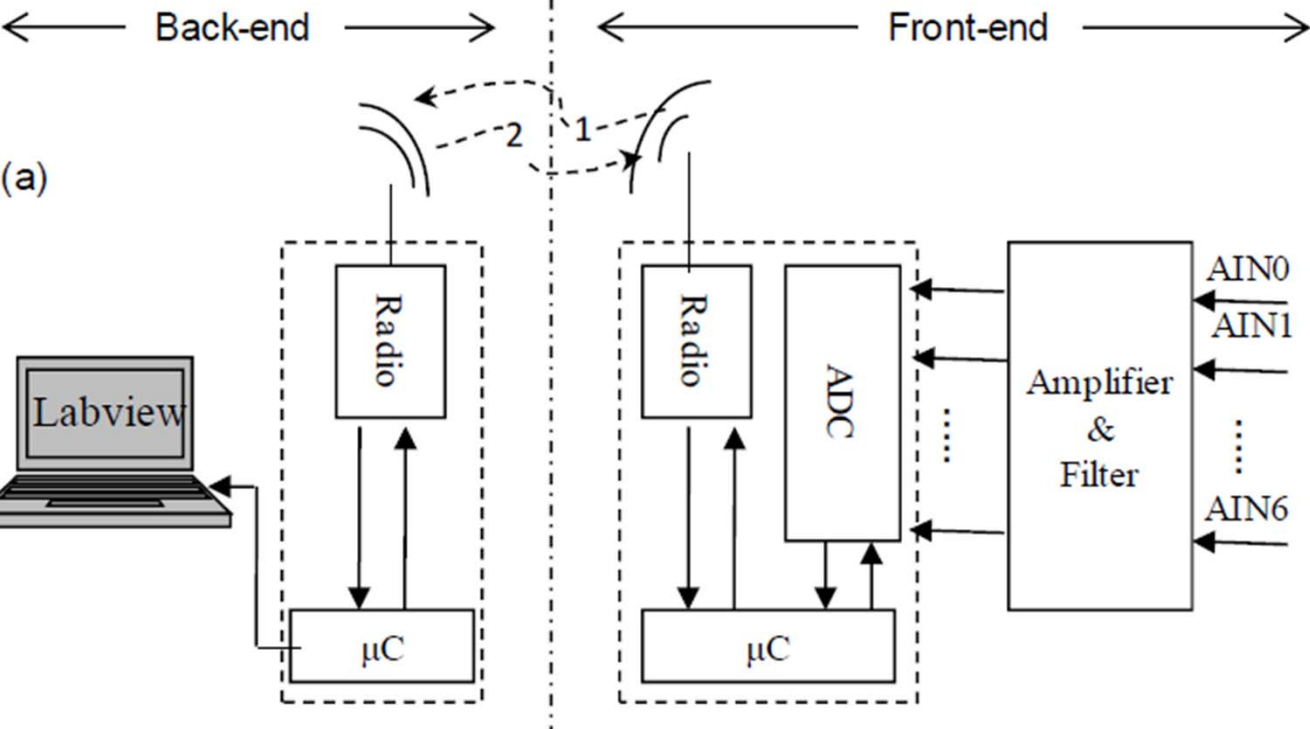 Back-end
Front-end
1
2
(a)
Radio
Radio
ADC
Labview
Amplifier
&
Filter
AIN0
AIN1
AIN6
μC
μC